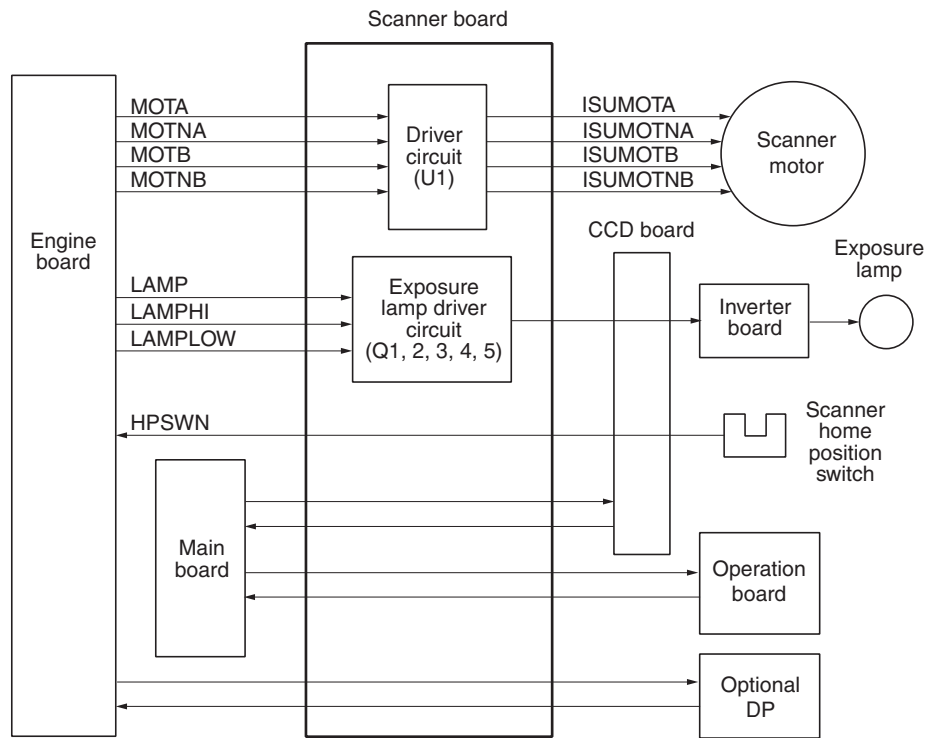 Scanner board
MOTA
MOTNA
MOTB
MOTNB
Driver
circuit
(U1)
ISUMOTA
ISUMOTNA
ISUMOTB
ISUMOTNB
Scanner
motor
Engine
board
CCD board
Exposure
lamp
LAMP
LAMPHI
LAMPLOW
Exposure
lamp driver
circuit
(Q1, 2, 3, 4, 5)
Inverter
board
HPSWN
Scanner
home
position
switch
Main
board
Operation
board
Optional
DP